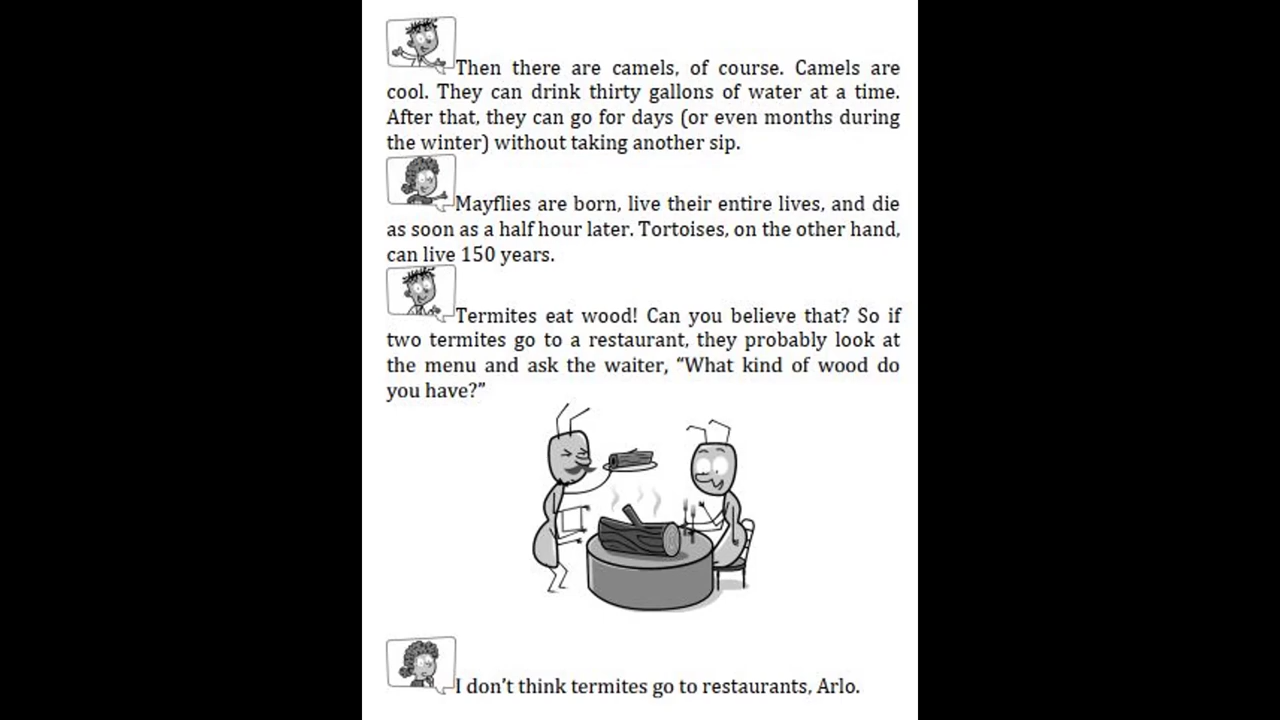 Then there are camels, of course. Camels are
cool. They can drink thirty gallons of water at a time.
After that, they can go for days (or even months during
the winter) without taking another sip.
Mayflies are born, live their entire lives, and die
as soon as a half hour later. Tortoises, on the other hand,
can live 150 years.
Termites eat wood! Can you believe that? So if
two termites go to a restaurant, they probably look at
the menu and ask the waiter, “What kind of wood do
you have?”
I don’t think termites go to restaurants, Arlo.